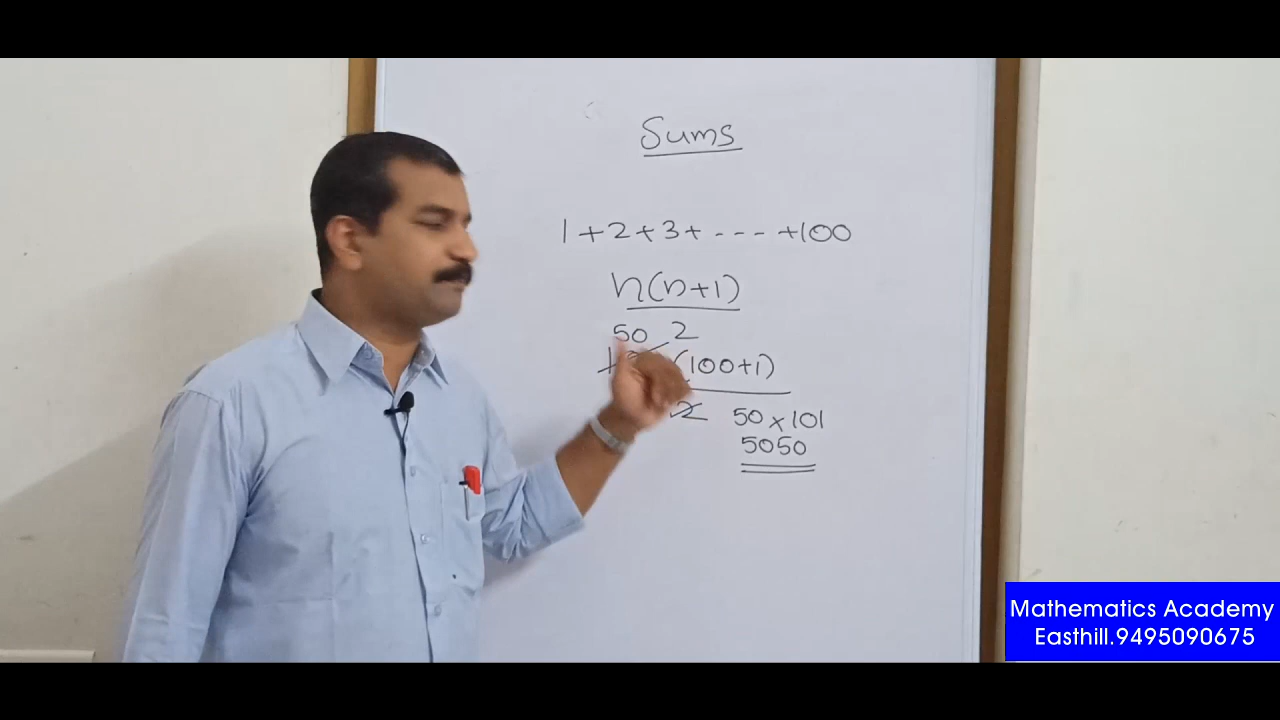 Sums
1+2+3+ - - - - +100
n(n+1)
50 2
(100+1)
2 50×101
5050
Mathematics Academy
Easthill.9495090675